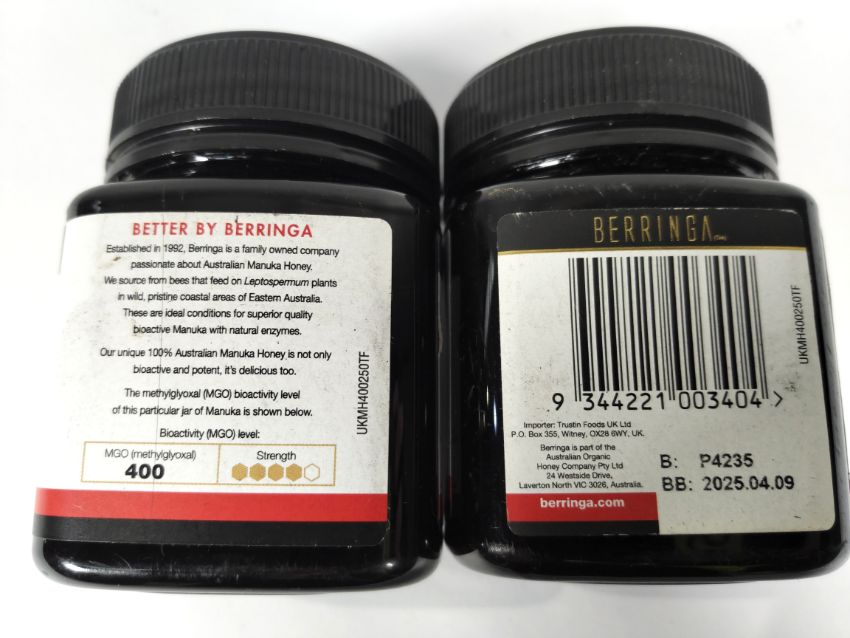 BETTER BY BERRINGA
Established in 1992, Berringa is a family owned company
passionate about Australian Manuka Honey.
We source from bees that feed on Leptospermum plants
in wild, pristine coastal areas of Eastern Australia.
These are ideal conditions for superior quality
bioactive Manuka with natural enzymes.
Our unique 100% Australian Manuka Honey is not only
bioactive and potent, it's delicious too.
The methylglyoxal (MGO) bioactivity level
of this particular jar of Manuka is shown below.
Bioactivity (MGO) level:
MGO (methylglyoxal)
400
Strength
UKMH400250TF
BERRINGA
UKMH400250TF
9 344221 003404 >
Importer: Trustin Foods UK Ltd
P.O. Box 355, Witney, OX28 6WY, UK.
Berringa is part of the
Australian Organic
Honey Company Pty Ltd
24 Westside Drive,
Laverton North VIC 3026, Australia.
berringa.com
B: P4235
BB: 2025.04.09